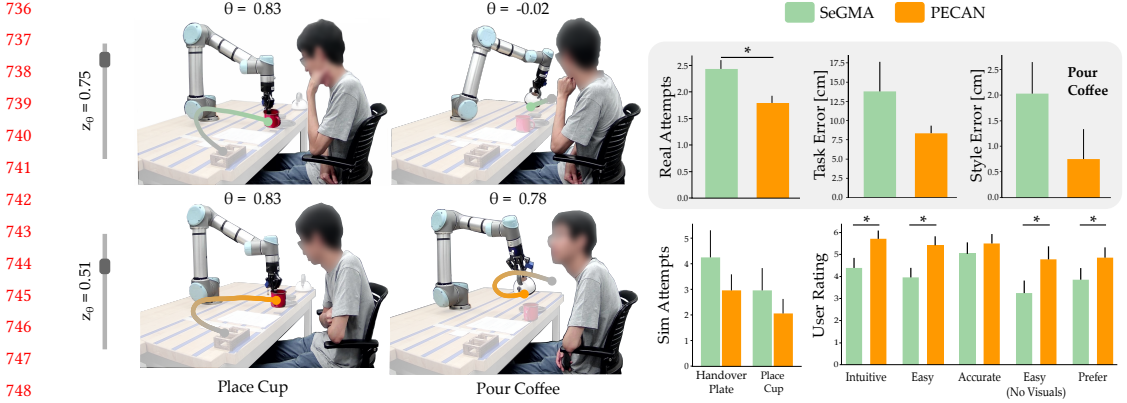 736
737
738
739
740
741
742
743
744
745
746
747
748
θ = 0.83
θ = -0.02
z_θ = 0.75
θ = 0.83
θ = 0.78
z_θ = 0.51
Place Cup
Pour Coffee
SeGMA
PECAN
Real Attempts
2.5
2.0
1.5
1.0
0.5
0.0
*
Task Error [cm]
17.5
15.0
12.5
10.0
7.5
5.0
2.5
0.0
Style Error [cm]
2.5
2.0
1.5
1.0
0.5
0.0
Pour
Coffee
Sim Attempts
5
4
3
2
1
0
Handover
Plate
Place
Cup
User Rating
6
5
4
3
2
1
0
*
*
*
*
Intuitive
Easy
Accurate
Easy
(No Visuals)
Prefer